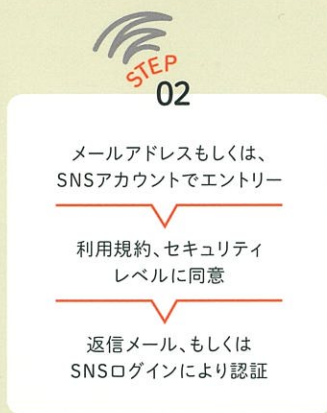 STEP
02
メールアドレスもしくは、
SNSアカウントでエントリー
利用規約、セキュリティ
レベルに同意
返信メール、もしくは
SNSログインにより認証